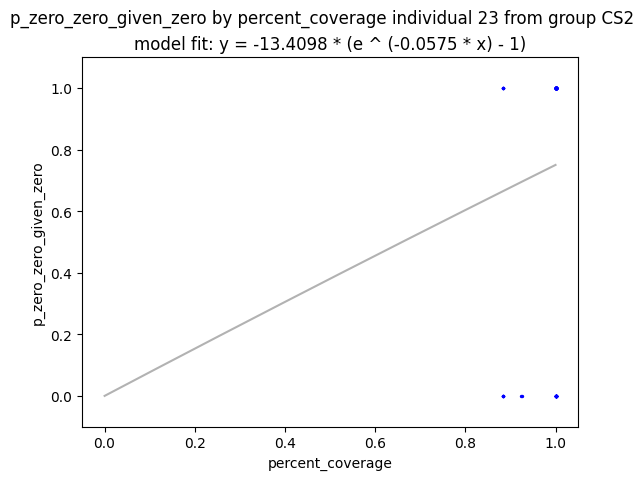 p_zero_zero_given_zero by percent_coverage individual 23 from group CS2
model fit: y = -13.4098 * (e ^ (-0.0575 * x) - 1)
1.0
0.8
0.6
0.4
0.2
0.0
p_zero_zero_given_zero
0.0 0.2 0.4 0.6 0.8 1.0
percent_coverage